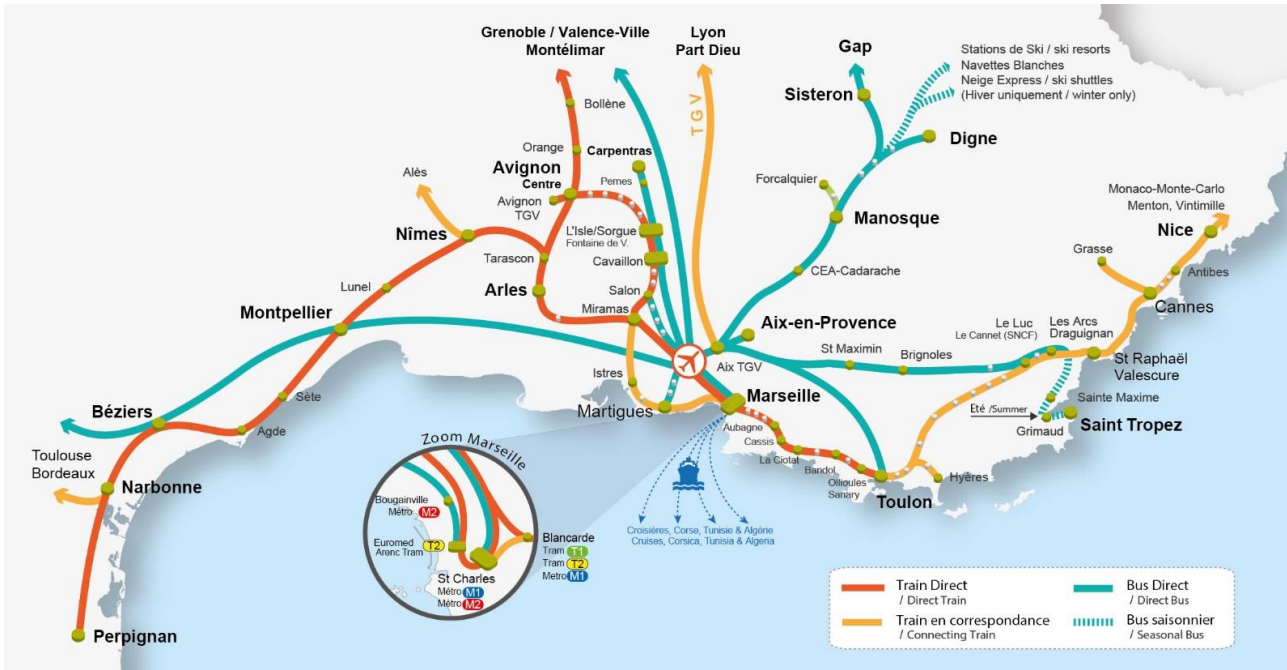 Grenoble / Valence-Ville
Montélimar
Lyon
Part Dieu
TGV
Gap
Sisteron
Digne
Stations de Ski / ski resorts
Navettes Blanches
Neige Express / ski shuttles
(Hiver uniquement / winter only)
Bollène
Orange
Carpentras
Pernes
Avignon
Centre
Avignon
TGV
Alès
Nîmes
L'Isle/Sorgue
Fontaine de V.
Cavaillon
Tarascon
Salon
Arles
Miramas
Lunel
Montpellier
Forcalquier
Manosque
CEA-Cadarache
Monaco-Monte-Carlo
Menton, Vintimille
Nice
Grasse
Antibes
Cannes
Aix-en-Provence
Aix TGV
St Maximin
Brignoles
Le Luc
Le Cannet (SNCF)
Les Arcs
Draguignan
St Raphaël
Valescure
Istres
Martigues
Marseille
Sète
Agde
Béziers
Toulouse
Bordeaux
Narbonne
Perpignan
Aubagne
Cassis
La Ciotat
Bandol
Ollioules
Sanary
Toulon
Hyères
Eté /Summer
Sainte Maxime
Grimaud
Saint Tropez
Croisières, Corse, Tunisie & Algérie
Cruises, Corsica, Tunisia & Algeria
Zoom Marseille
Bougainville
Métro M2
Euromed
Arenc Tram T2
St Charles
Métro M1
Métro M2
Blancarde
Tram T1
Tram T2
Metro M1
Train Direct
/ Direct Train
Bus Direct
/ Direct Bus
Train en correspondance
/ Connecting Train
Bus saisonnier
/ Seasonal Bus